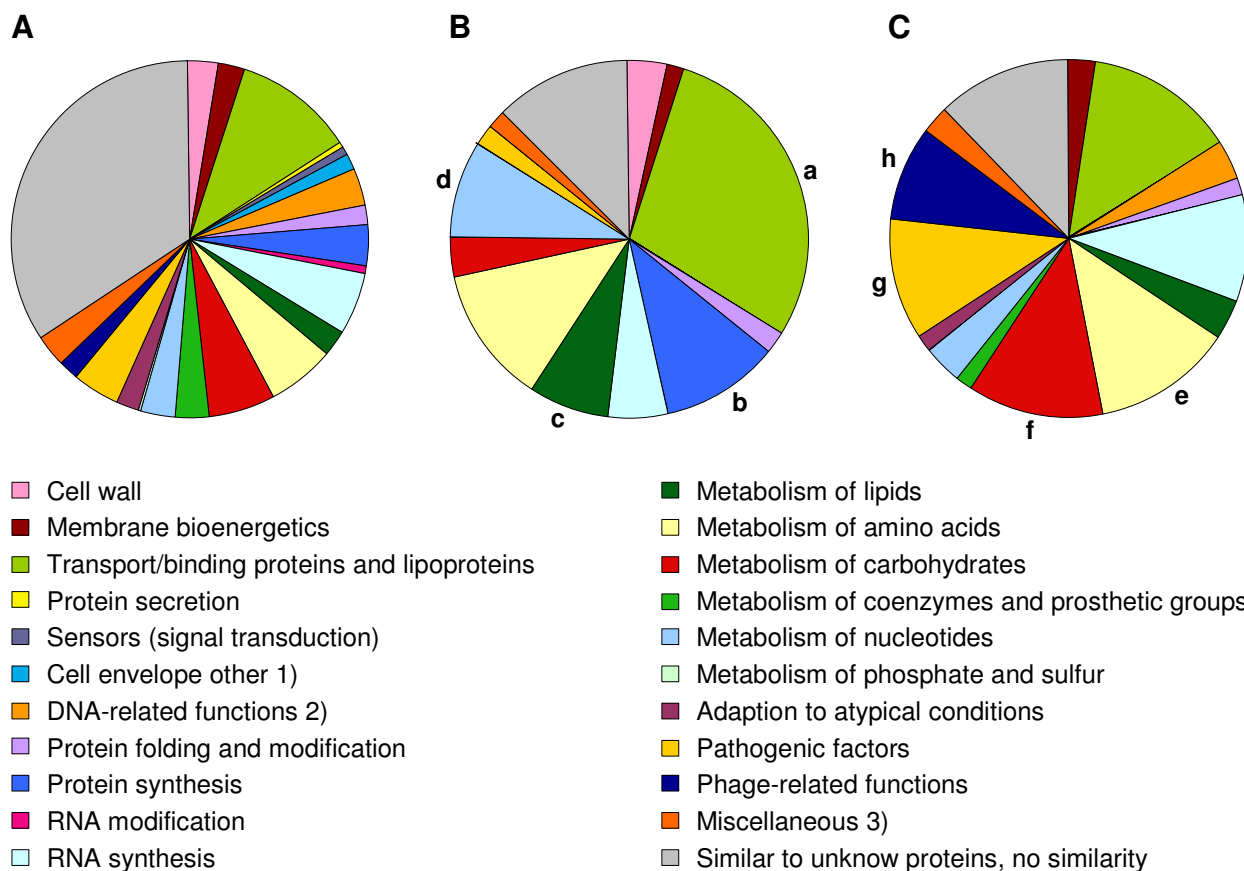 A
B
C
a
b
c
d
e
f
g
h
Cell wall
Membrane bioenergetics
Transport/binding proteins and lipoproteins
Protein secretion
Sensors (signal transduction)
Cell envelope other 1)
DNA-related functions 2)
Protein folding and modification
Protein synthesis
RNA modification
RNA synthesis
Metabolism of lipids
Metabolism of amino acids
Metabolism of carbohydrates
Metabolism of coenzymes and prosthetic groups
Metabolism of nucleotides
Metabolism of phosphate and sulfur
Adaption to atypical conditions
Pathogenic factors
Phage-related functions
Miscellaneous 3)
Similar to unknow proteins, no similarity